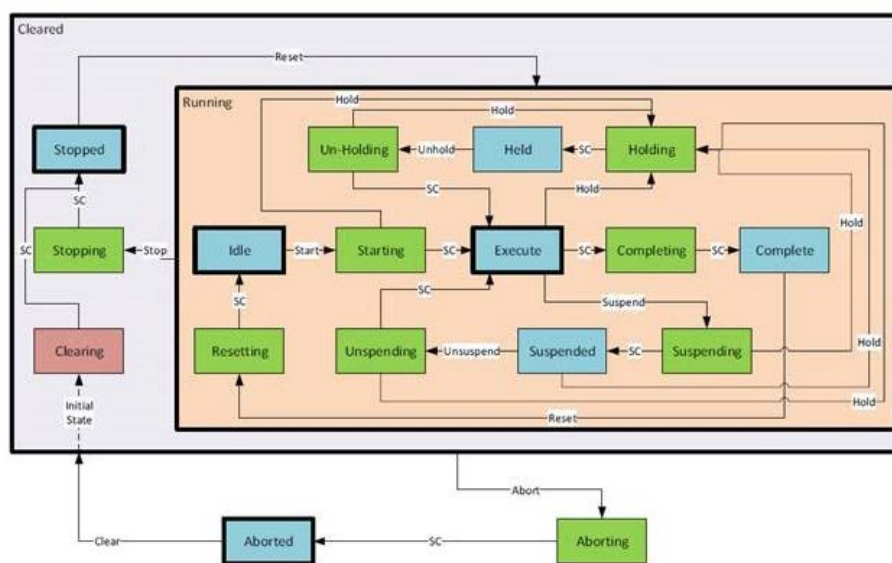 Cleared
Reset
Running
Hold
Hold
Stopped
Un-Holding
Unhold
Held
SC
Holding
SC
SC
Hold
SC
Hold
Stopping
Stop
Idle
Start
Starting
SC
Execute
SC
Completing
SC
Complete
SC
SC
Suspend
Hold
Clearing
Resetting
Unspending
Unsuspend
Suspended
SC
Suspending
Initial
State
Hold
Reset
Abort
Clear
Aborted
SC
Aborting